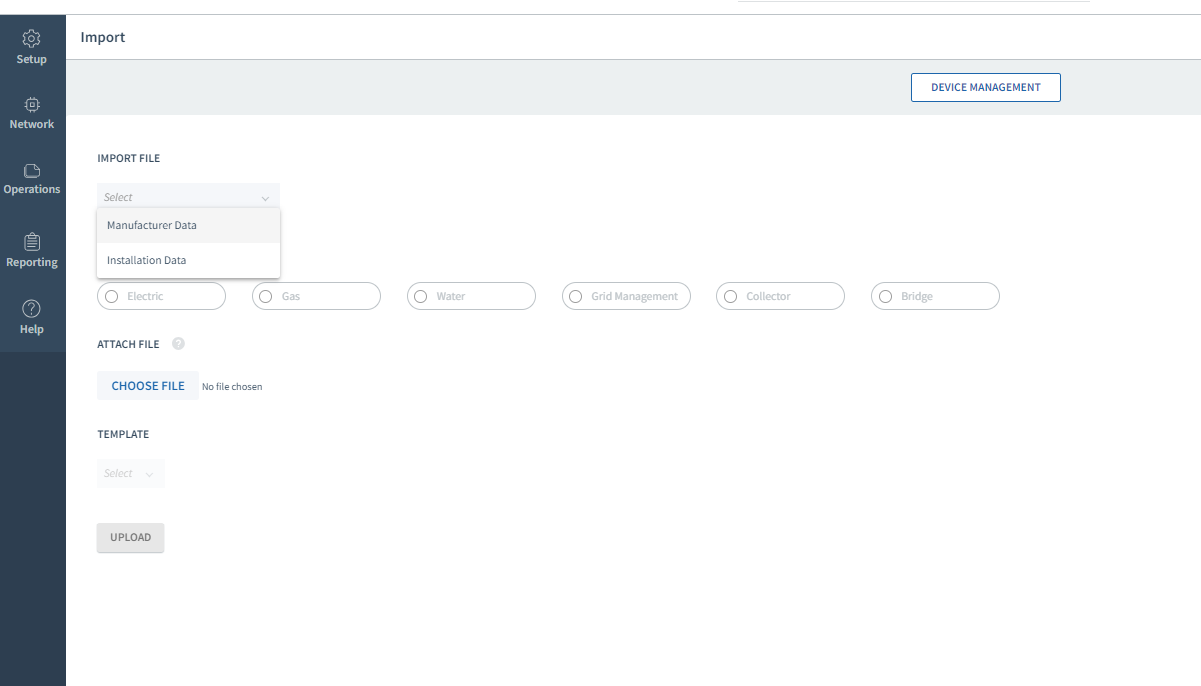 Import
Setup
Network
Operations
Reporting
Help
DEVICE MANAGEMENT
IMPORT FILE
Select
Manufacturer Data
Installation Data
Electric
Gas
Water
Grid Management
Collector
Bridge
ATTACH FILE ?
CHOOSE FILE No file chosen
TEMPLATE
Select
UPLOAD